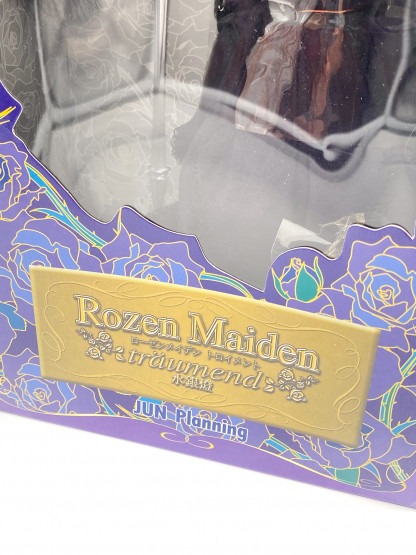 Rozen Maiden
ローゼンメイデン トロイメント
träumend
水銀燈
JUN Planning